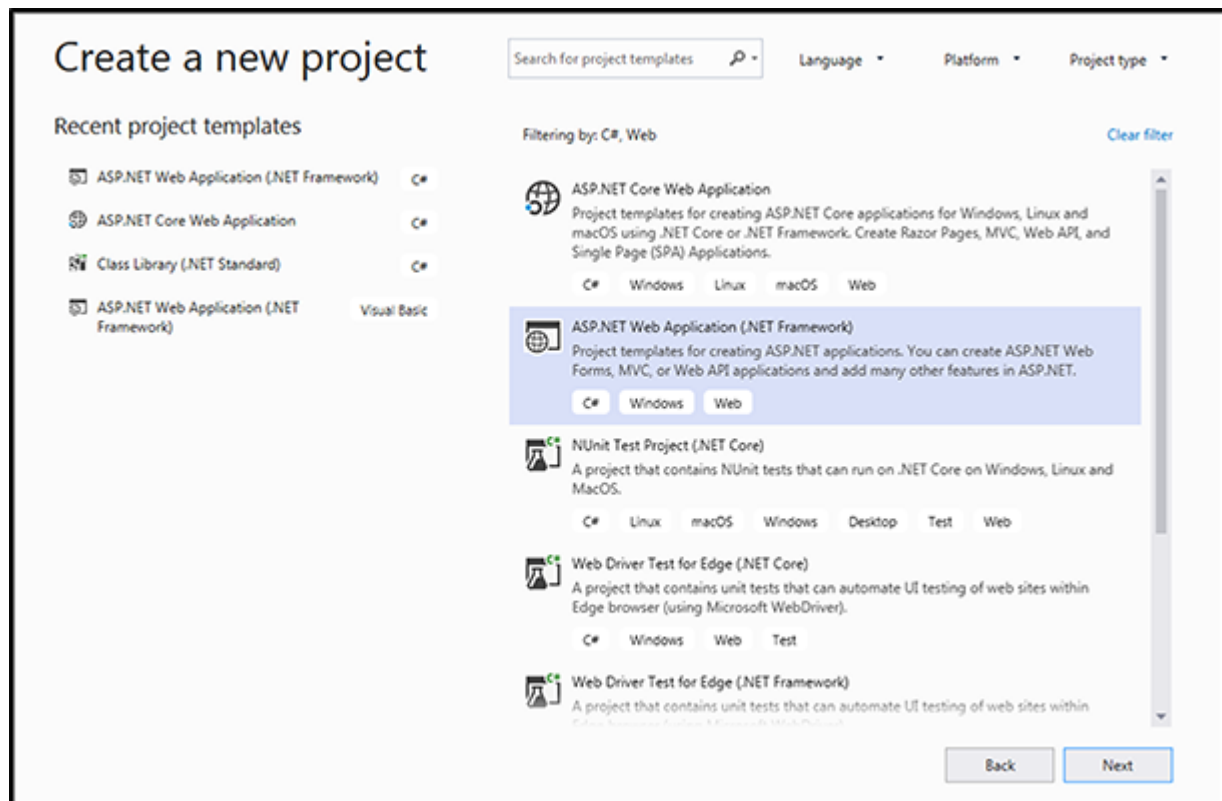 Create a new project
Search for project templates
Language
Platform
Project type
Recent project templates
ASP.NET Web Application (.NET Framework) C#
ASP.NET Core Web Application C#
Class Library (.NET Standard) C#
ASP.NET Web Application (.NET
Framework)
Visual Basic
Filtering by: C#, Web
Clear filter
ASP.NET Core Web Application
Project templates for creating ASP.NET Core applications for Windows, Linux and
macOS using .NET Core or .NET Framework. Create Razor Pages, MVC, Web API, and
Single Page (SPA) Applications.
C# Windows Linux macOS Web
ASP.NET Web Application (.NET Framework)
Project templates for creating ASP.NET applications. You can create ASP.NET Web
Forms, MVC, or Web API applications and add many other features in ASP.NET.
C# Windows Web
NUnit Test Project (.NET Core)
A project that contains NUnit tests that can run on .NET Core on Windows, Linux and
MacOS.
C# Linux macOS Windows Desktop Test Web
Web Driver Test for Edge (.NET Core)
A project that contains unit tests that can automate UI testing of web sites within
Edge browser (using Microsoft WebDriver).
C# Windows Web Test
Web Driver Test for Edge (.NET Framework)
A project that contains unit tests that can automate UI testing of web sites within
Back
Next